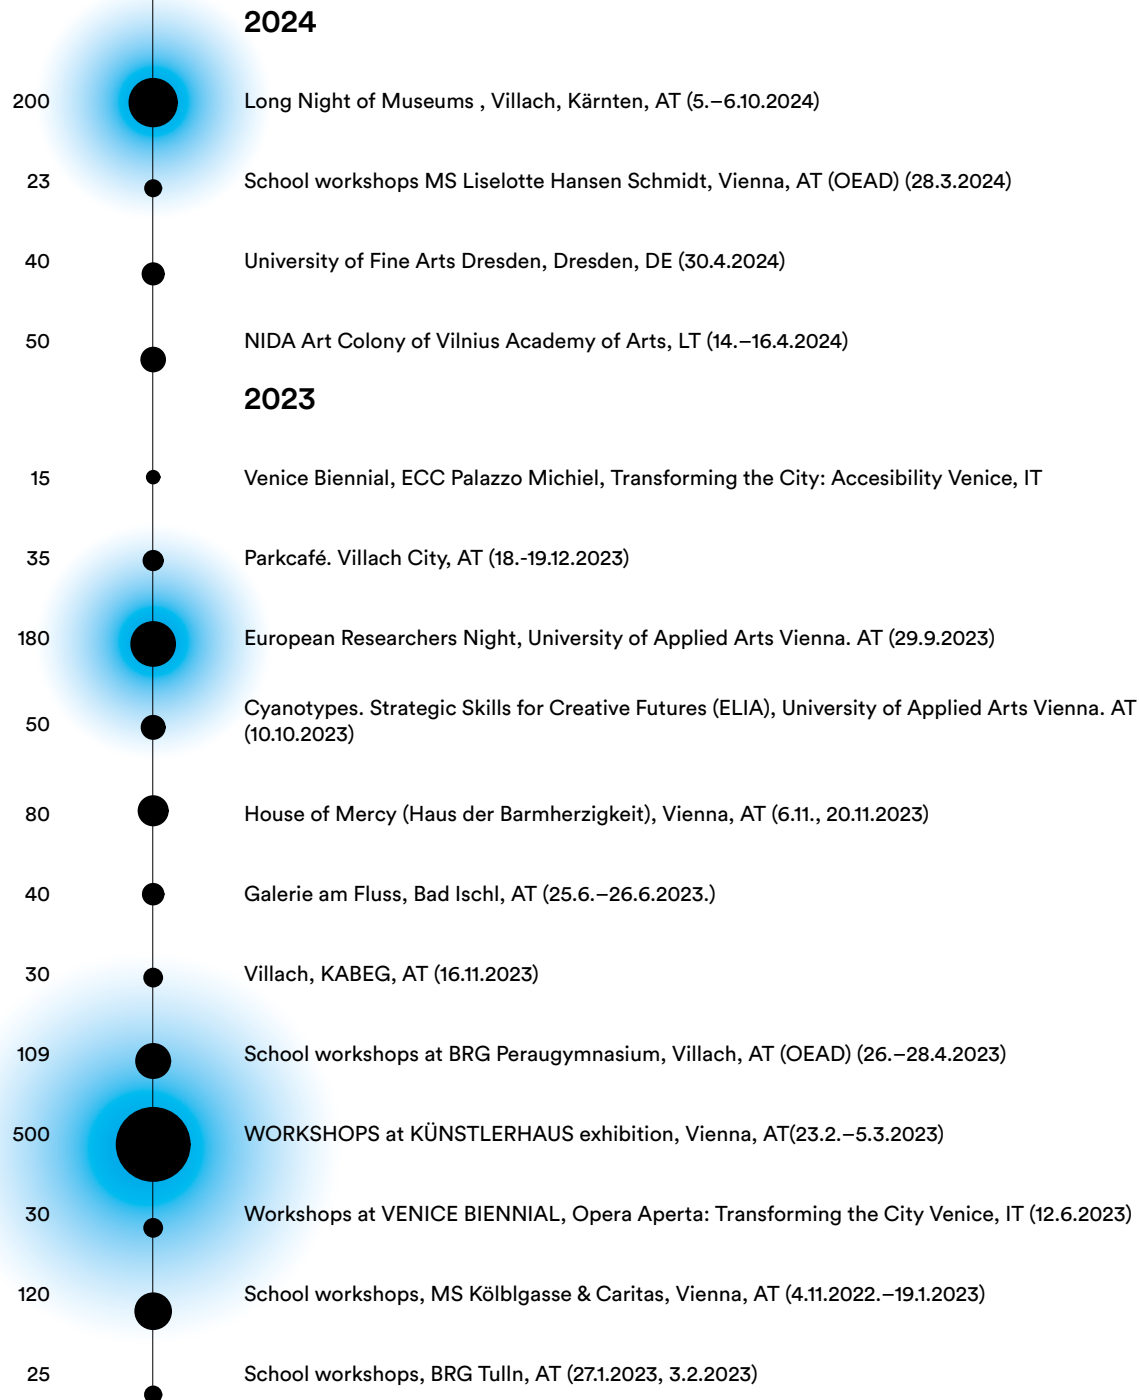 2024
200 Long Night of Museums , Villach, Kärnten, AT (5.–6.10.2024)
23 School workshops MS Liselotte Hansen Schmidt, Vienna, AT (OEAD) (28.3.2024)
40 University of Fine Arts Dresden, Dresden, DE (30.4.2024)
50 NIDA Art Colony of Vilnius Academy of Arts, LT (14.–16.4.2024)
2023
15 Venice Biennial, ECC Palazzo Michiel, Transforming the City: Accesibility Venice, IT
35 Parkcafé. Villach City, AT (18.-19.12.2023)
180 European Researchers Night, University of Applied Arts Vienna. AT (29.9.2023)
50 Cyanotypes. Strategic Skills for Creative Futures (ELIA), University of Applied Arts Vienna. AT
(10.10.2023)
80 House of Mercy (Haus der Barmherzigkeit), Vienna, AT (6.11., 20.11.2023)
40 Galerie am Fluss, Bad Ischl, AT (25.6.–26.6.2023.)
30 Villach, KABEG, AT (16.11.2023)
109 School workshops at BRG Peraugymnasium, Villach, AT (OEAD) (26.–28.4.2023)
500 WORKSHOPS at KÜNSTLERHAUS exhibition, Vienna, AT(23.2.–5.3.2023)
30 Workshops at VENICE BIENNIAL, Opera Aperta: Transforming the City Venice, IT (12.6.2023)
120 School workshops, MS Kölblgasse & Caritas, Vienna, AT (4.11.2022.–19.1.2023)
25 School workshops, BRG Tulln, AT (27.1.2023, 3.2.2023)